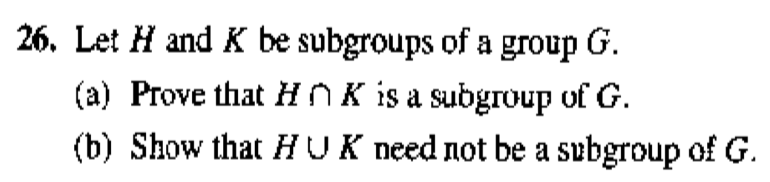 26. Let H and K be subgroups of a group G.
(a) Prove that H ∩ K is a subgroup of G.
(b) Show that H ∪ K need not be a subgroup of G.